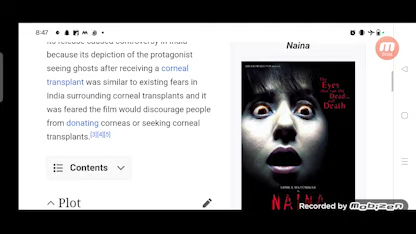 8:47
its release caused controversy in India
because its depiction of the protagonist
seeing ghosts after receiving a corneal
transplant was similar to existing fears in
India surrounding corneal transplants and it
was feared the film would discourage people
from donating corneas or seeking corneal
transplants.[3][4][5]
Contents
Plot
Naina
The
Eyes
Dead...
Death
NAINA
Recorded by
Mobizen